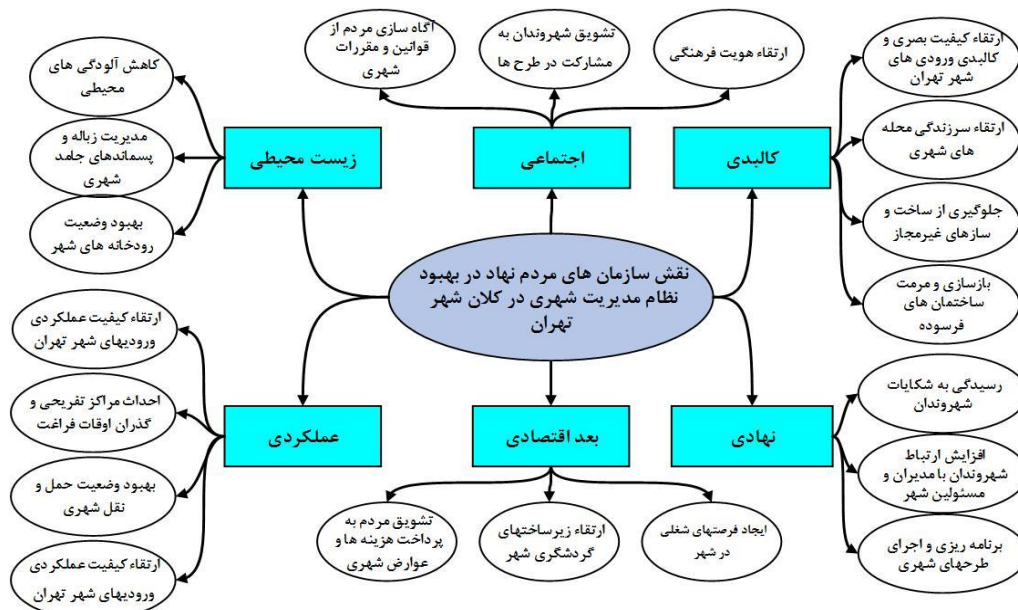 ارتقاء کیفیت بصری و
کالبدی ورودی های
شهر تهران
ارتقاء سرزندگی محله
های شهری
جلوگیری از ساخت و
سازهای غیرمجاز
بازسازی و مرمت
ساختمان های
فرسوده
کالبدی
ارتقاء هویت فرهنگی
تشویق شهروندان به
مشارکت در طرح ها
آگاه سازی مردم از
قوانین و مقررات
شهری
اجتماعی
کاهش آلودگی های
محیطی
مدیریت زباله و
پسماندهای جامد
شهری
بهبود وضعیت
رودخانه های شهر
زیست محیطی
نقش سازمان های مردم نهاد در بهبود
نظام مدیریت شهری در کلان شهر
تهران
نهادی
رسیدگی به شکایات
شهروندان
افزایش ارتباط
شهروندان با مدیران و
مسئولین شهر
برنامه ریزی و اجرای
طرحهای شهری
بعد اقتصادی
ایجاد فرصتهای شغلی
در شهر
ارتقاء زیرساختهای
گردشگری شهر
تشویق مردم به
پرداخت هزینه ها و
عوارض شهری
عملکردی
ارتقاء کیفیت عملکردی
ورودیهای شهر تهران
احداث مراکز تفریحی و
گذران اوقات فراغت
بهبود وضعیت حمل و
نقل شهری
ارتقاء کیفیت عملکردی
ورودیهای شهر تهران